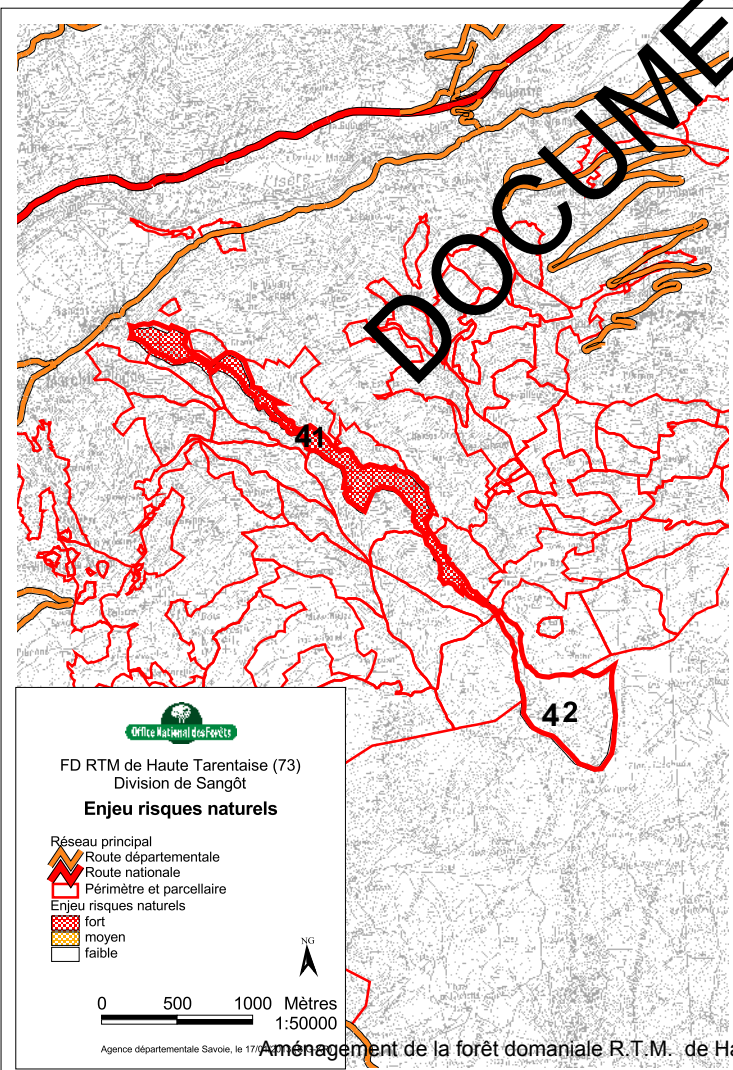 DOCUME
41
42
Office National des Forêts
FD RTM de Haute Tarentaise (73)
Division de Sangôt
Enjeu risques naturels
Réseau principal
Route départementale
Route nationale
Périmètre et parcellaire
Enjeu risques naturels
fort
moyen
faible
NG
0 500 1000 Mètres
1:50000
Agence départementale Savoie, le
Aménagement de la forêt domaniale R.T.M. de Ha